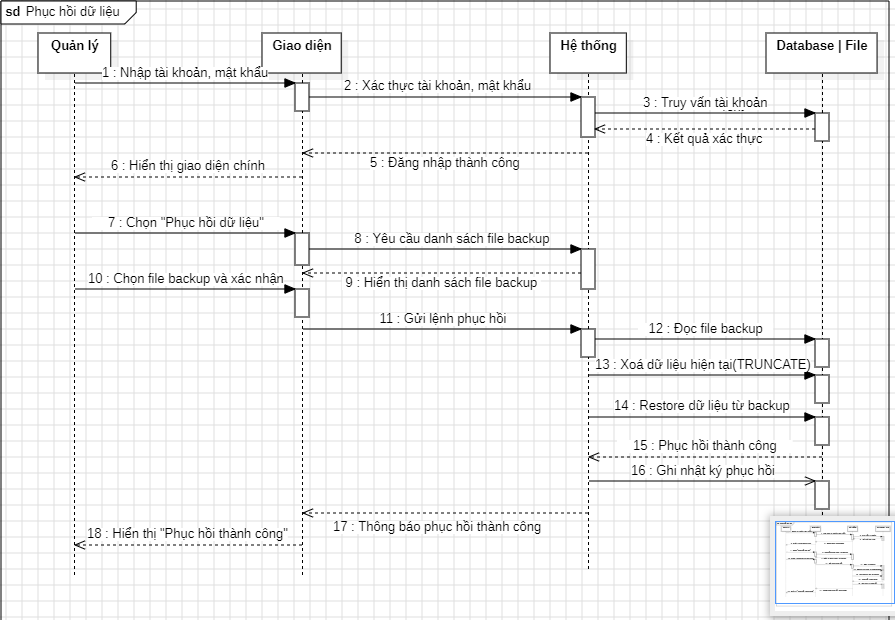 sd Phục hồi dữ liệu
Quản lý
Giao diện
Hệ thống
Database | File
1 : Nhập tài khoản, mật khẩu
2 : Xác thực tài khoản, mật khẩu
3 : Truy vấn tài khoản
4 : Kết quả xác thực
5 : Đăng nhập thành công
6 : Hiển thị giao diện chính
7 : Chọn "Phục hồi dữ liệu"
8 : Yêu cầu danh sách file backup
9 : Hiển thị danh sách file backup
10 : Chọn file backup và xác nhận
11 : Gửi lệnh phục hồi
12 : Đọc file backup
13 : Xoá dữ liệu hiện tại(TRUNCATE)
14 : Restore dữ liệu từ backup
15 : Phục hồi thành công
16 : Ghi nhật ký phục hồi
17 : Thông báo phục hồi thành công
18 : Hiển thị "Phục hồi thành công"